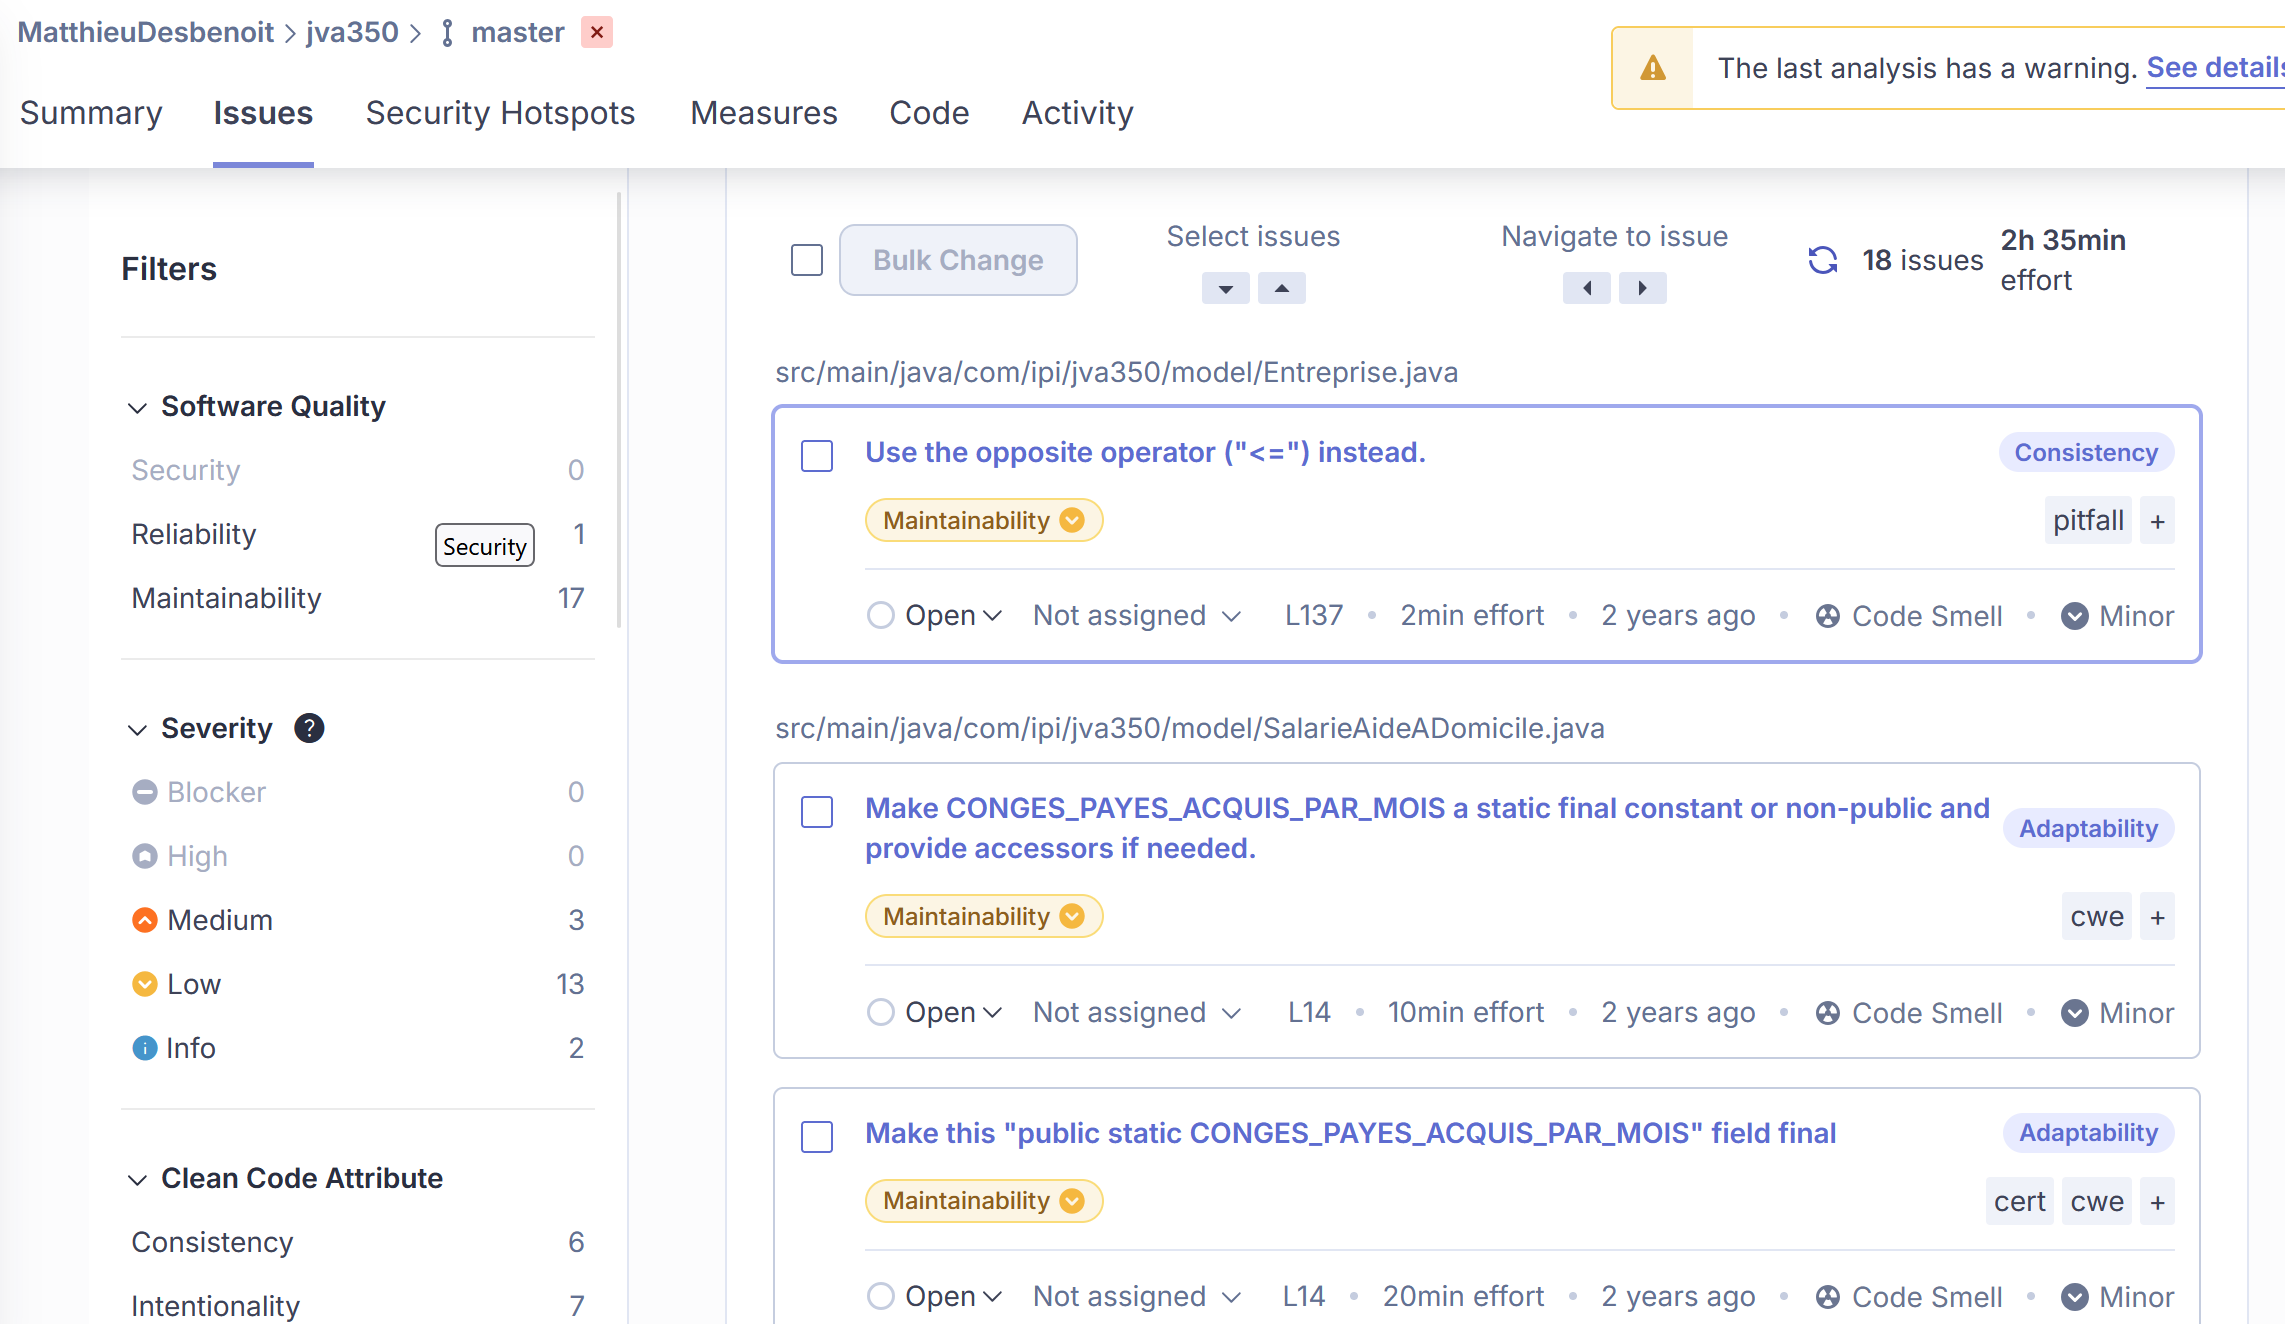 MatthieuDesbenoit > jva350 > master
The last analysis has a warning. See details
Summary Issues Security Hotspots Measures Code Activity
Filters
Software Quality
Security 0
Reliability 1
Security
Maintainability 17
Severity ?
Blocker 0
High 0
Medium 3
Low 13
Info 2
Clean Code Attribute
Consistency 6
Intentionality 7
Bulk Change
Select issues
Navigate to issue
18 issues
2h 35min
effort
src/main/java/com/ipi/jva350/model/Entreprise.java
Use the opposite operator ("<=") instead. Consistency
Maintainability pitfall +
Open Not assigned L137 • 2min effort • 2 years ago • Code Smell • Minor
src/main/java/com/ipi/jva350/model/SalarieAideADomicile.java
Make CONGES_PAYES_ACQUIS_PAR_MOIS a static final constant or non-public and
provide accessors if needed.
Adaptability
Maintainability cwe +
Open Not assigned L14 • 10min effort • 2 years ago • Code Smell • Minor
Make this "public static CONGES_PAYES_ACQUIS_PAR_MOIS" field final Adaptability
Maintainability cert cwe +
Open Not assigned L14 • 20min effort • 2 years ago • Code Smell • Minor